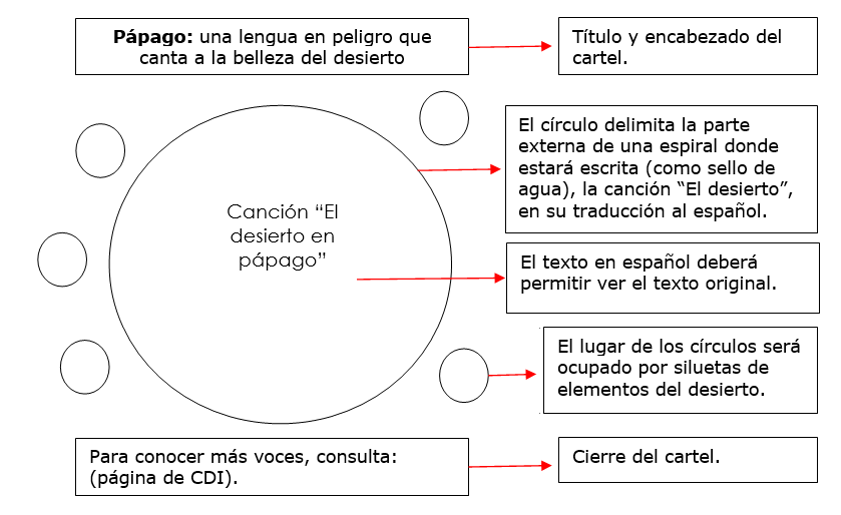 Pápago: una lengua en peligro que
canta a la belleza del desierto
Título y encabezado del
cartel.
El círculo delimita la parte
externa de una espiral donde
estará escrita (como sello de
agua), la canción “El desierto”,
en su traducción al español.
Canción “El
desierto en
pápago”
El texto en español deberá
permitir ver el texto original.
El lugar de los círculos será
ocupado por siluetas de
elementos del desierto.
Para conocer más voces, consulta:
(página de CDI).
Cierre del cartel.